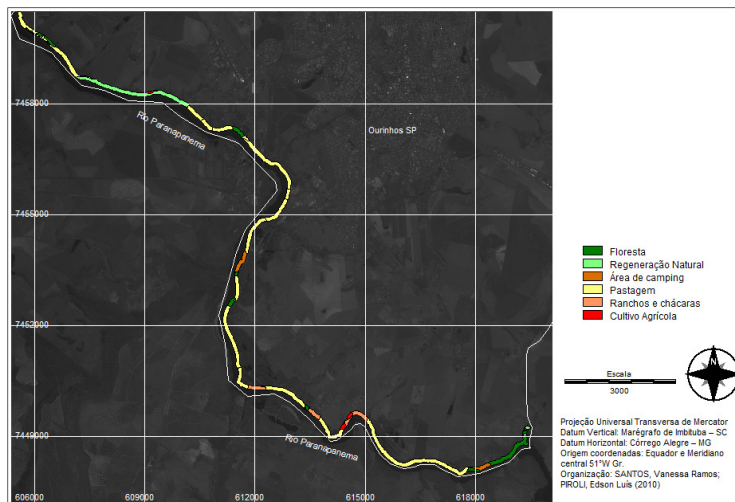 7458000
Rio Paranapanema
Ourinhos SP
7455000
7452000
7449000
Rio Paranapanema
606000 609000 612000 615000 618000
Floresta
Regeneração Natural
Área de camping
Pastagem
Ranchos e chácaras
Cultivo Agrícola
Escala
3000
Projeção Universal Transversa de Mercator
Datum Vertical: Marégrafo de Imbituba – SC
Datum Horizontal: Córrego Alegre – MG
Origem coordenadas: Equador e Meridiano
central 51°W Gr.
Organização: SANTOS, Vanessa Ramos;
PIROLI, Edson Luís (2010)